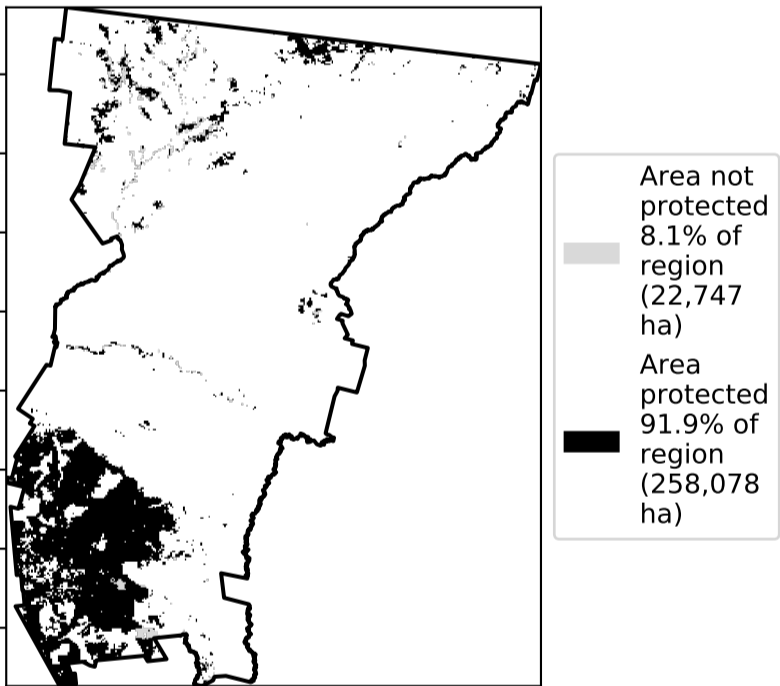 Area not
protected
8.1% of
region
(22,747
ha)
Area
protected
91.9% of
region
(258,078
ha)